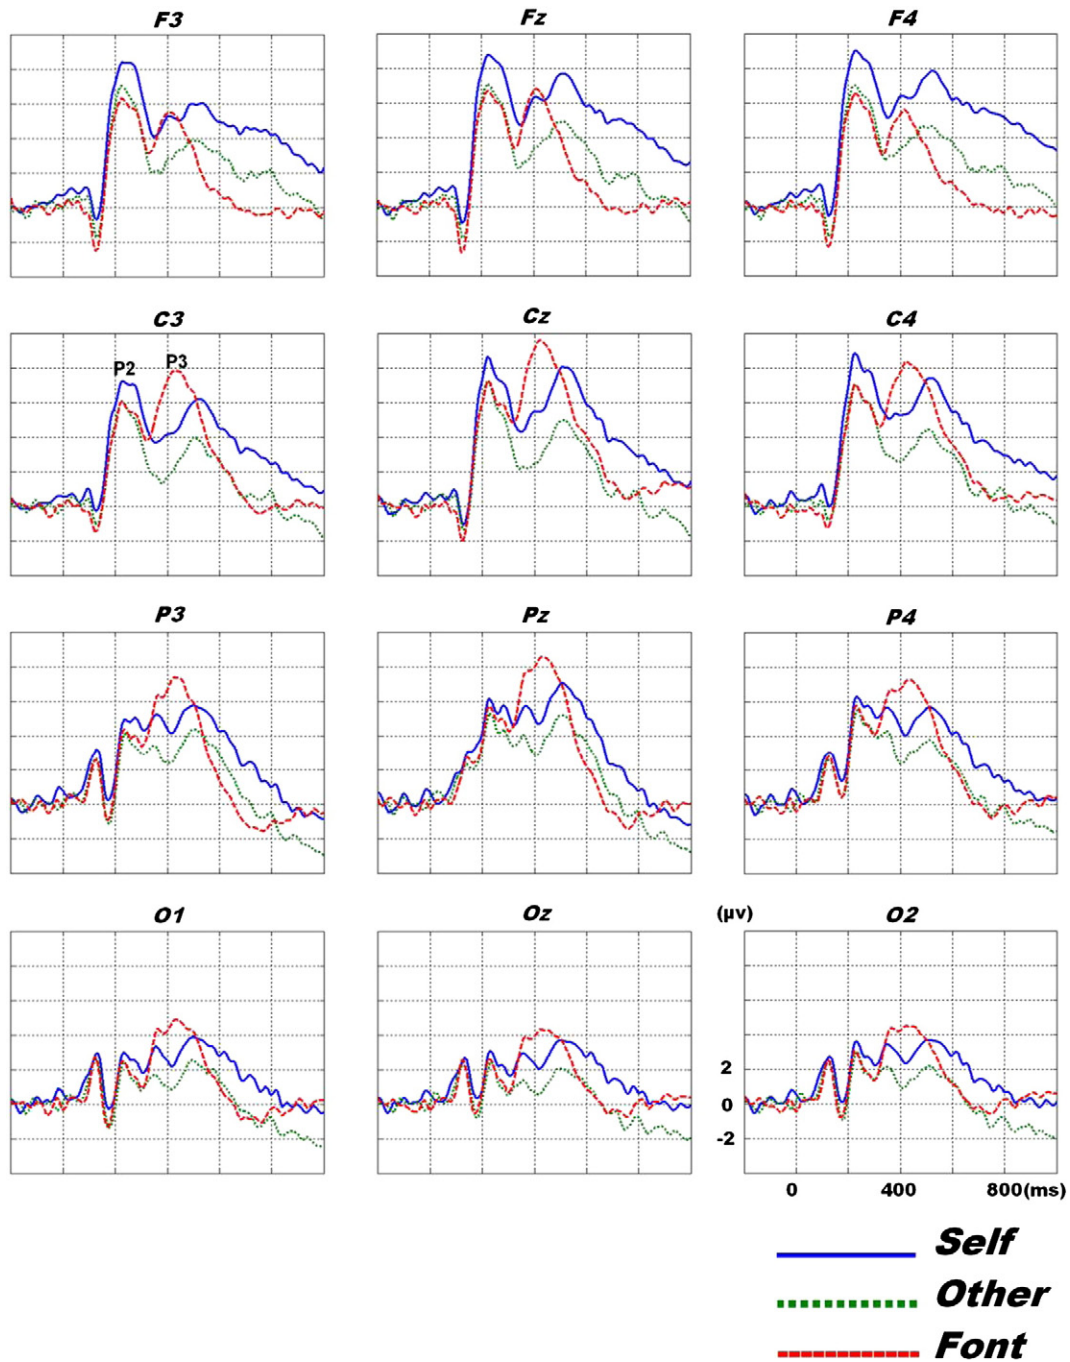 F3 Fz F4
C3 Cz C4
P2 P3
P3 Pz P4
O1 Oz (μv) O2
2
0
-2
0 400 800(ms)
Self
Other
Font